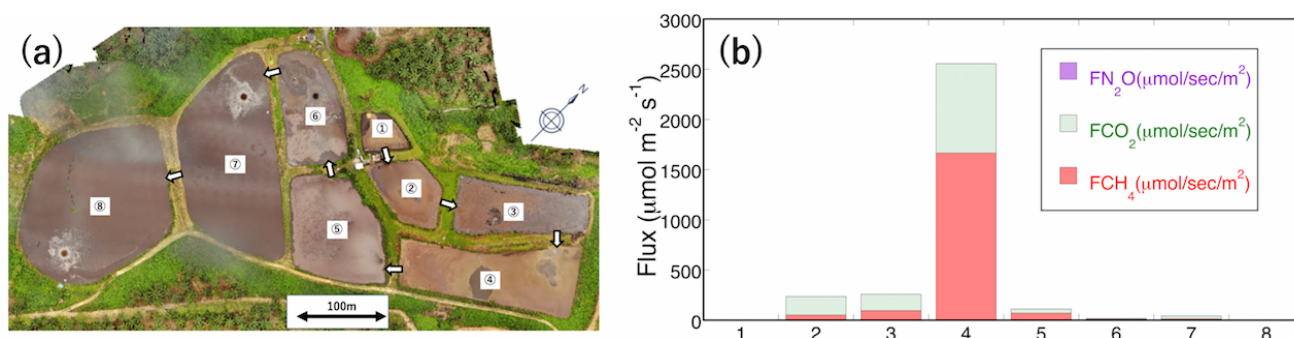 (a)
①
②
③
④
⑤
⑥
⑦
⑧
N
100m
(b)
Flux (μmol m⁻² s⁻¹)
3000
2500
2000
1500
1000
500
0
FN₂O(μmol/sec/m²)
FCO₂(μmol/sec/m²)
FCH₄(μmol/sec/m²)
1 2 3 4 5 6 7 8